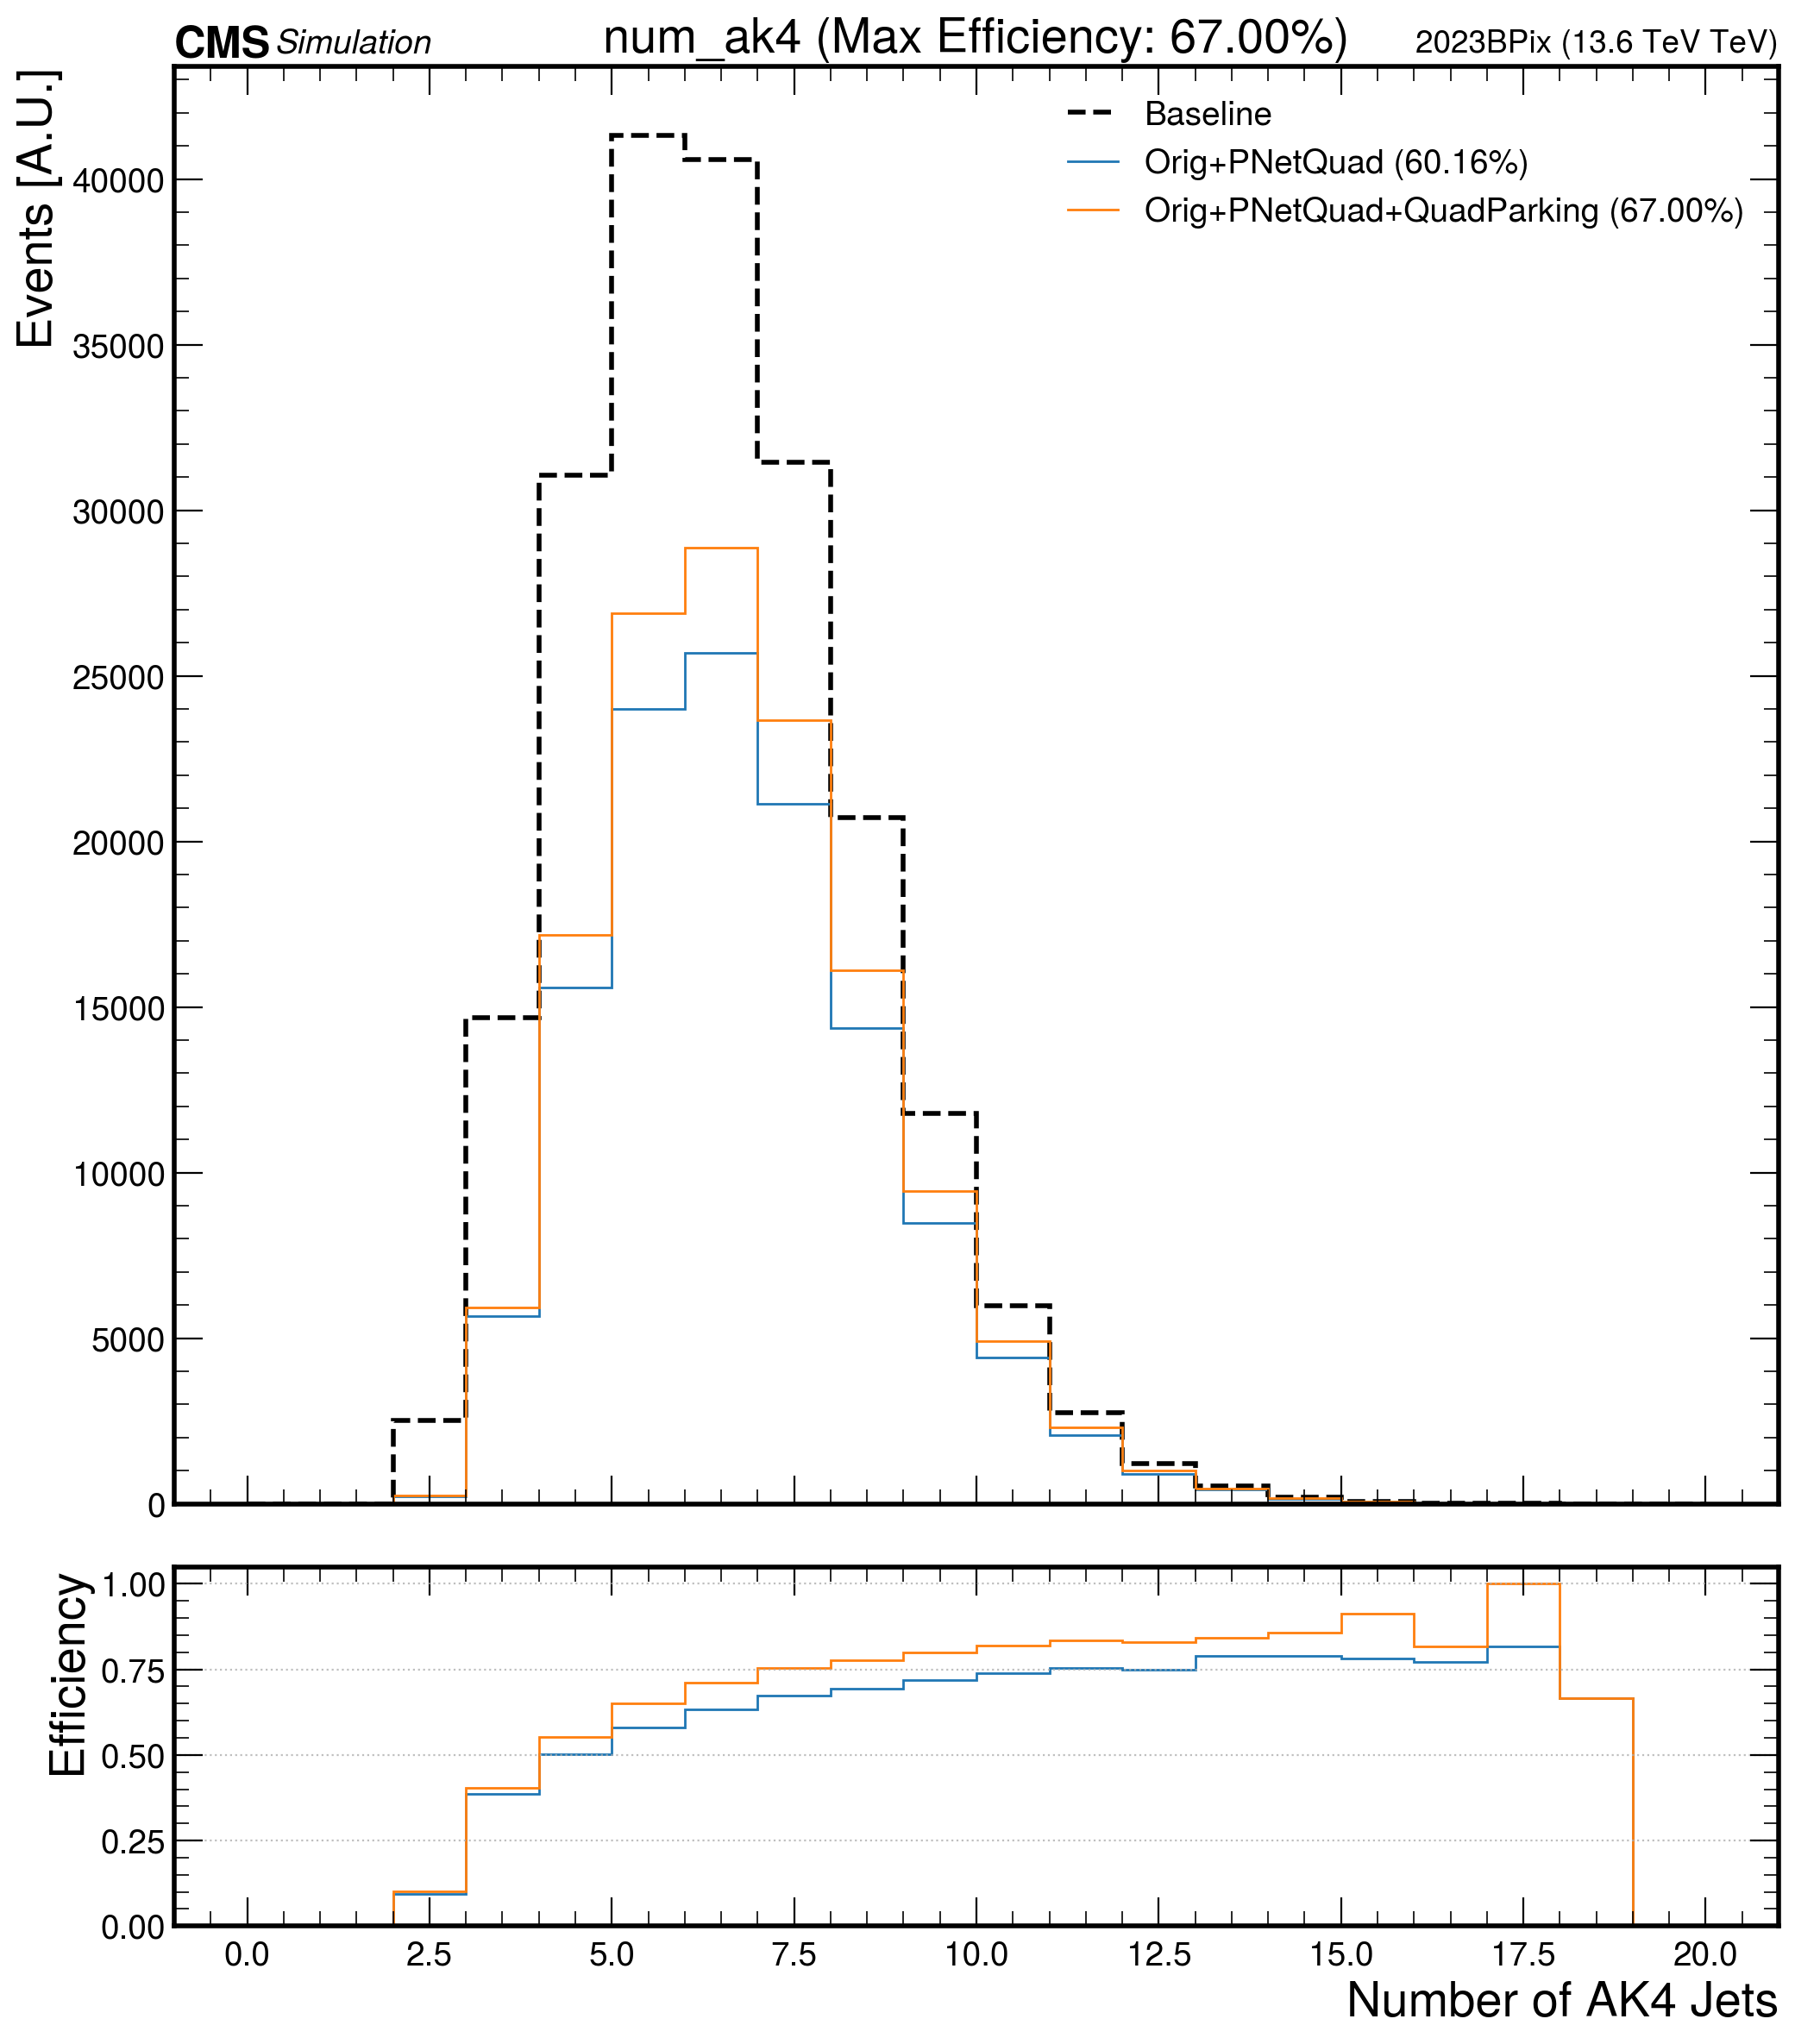 CMS Simulation num_ak4 (Max Efficiency: 67.00%) 2023BPix (13.6 TeV TeV)
Events [A.U.]
Baseline
Orig+PNetQuad (60.16%)
Orig+PNetQuad+QuadParking (67.00%)
40000
35000
30000
25000
20000
15000
10000
5000
0
Efficiency
1.00
0.75
0.50
0.25
0.00
0.0 2.5 5.0 7.5 10.0 12.5 15.0 17.5 20.0
Number of AK4 Jets